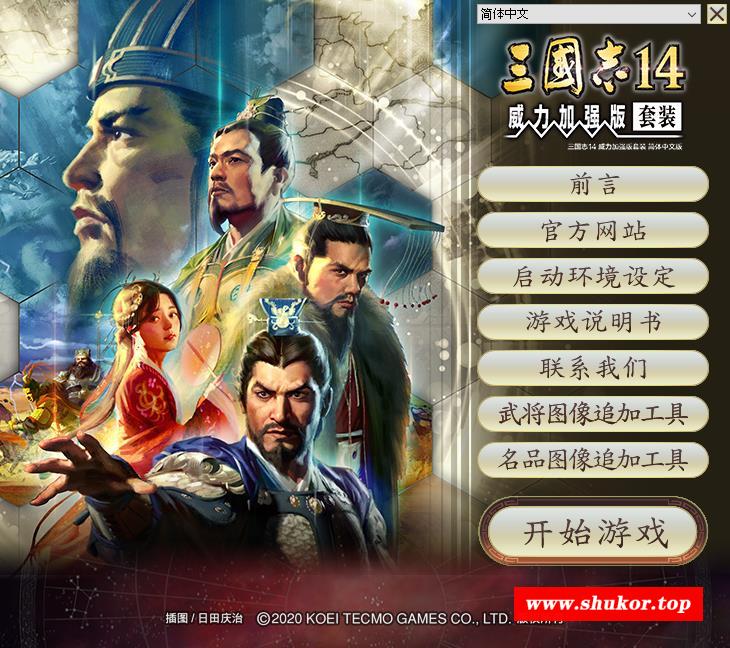 简体中文
三國志14
威力加强版 套装
三国志14 威力加强版套装 简体中文版
前言
官方网站
启动环境设定
游戏说明书
联系我们
武将图像追加工具
名品图像追加工具
开始游戏
www.shukor.top
插图 / 日田庆治 ©2020 KOEI TECMO GAMES CO., LTD.